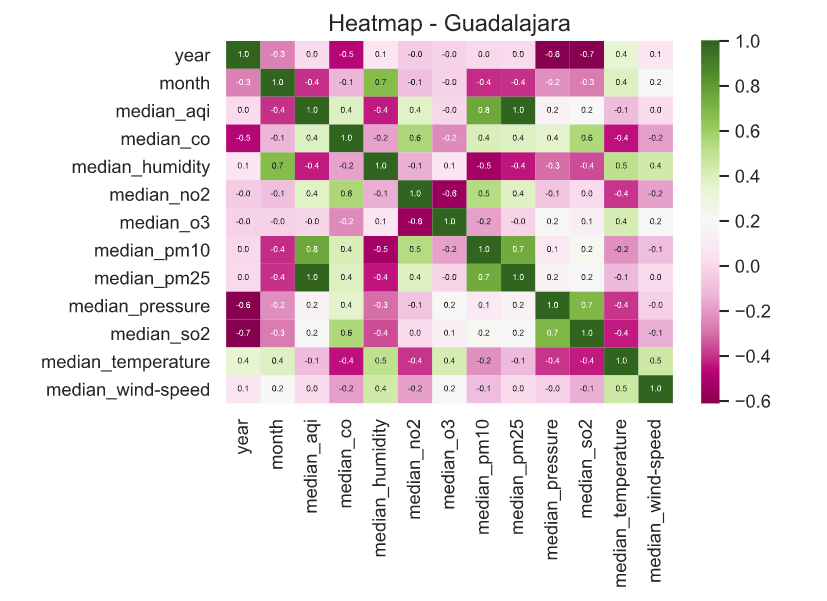 Heatmap - Guadalajara
year 1.0 -0.3 0.0 -0.5 0.1 -0.0 -0.0 0.0 0.0 -0.6 -0.7 0.4 0.1
month -0.3 1.0 -0.4 -0.1 0.7 -0.1 -0.0 -0.4 -0.4 -0.2 -0.3 0.4 0.2
median_aqi 0.0 -0.4 1.0 0.4 -0.4 0.4 -0.0 0.8 1.0 0.2 0.2 -0.1 0.0
median_co -0.5 -0.1 0.4 1.0 -0.2 0.6 -0.2 0.4 0.4 0.4 0.6 -0.4 -0.2
median_humidity 0.1 0.7 -0.4 -0.2 1.0 -0.1 0.1 -0.5 -0.4 -0.3 -0.4 0.5 0.4
median_no2 -0.0 -0.1 0.4 0.6 -0.1 1.0 -0.6 0.5 0.4 -0.1 0.0 -0.4 -0.2
median_o3 -0.0 -0.0 -0.0 -0.2 0.1 -0.6 1.0 -0.2 -0.0 0.2 0.1 0.4 0.2
median_pm10 0.0 -0.4 0.8 0.4 -0.5 0.5 -0.2 1.0 0.7 0.1 0.2 -0.2 -0.1
median_pm25 0.0 -0.4 1.0 0.4 -0.4 0.4 -0.0 0.7 1.0 0.2 0.2 -0.1 0.0
median_pressure -0.6 -0.2 0.2 0.4 -0.3 -0.1 0.2 0.1 0.2 1.0 0.7 -0.4 -0.0
median_so2 -0.7 -0.3 0.2 0.6 -0.4 0.0 0.1 0.2 0.2 0.7 1.0 -0.4 -0.1
median_temperature 0.4 0.4 -0.1 -0.4 0.5 -0.4 0.4 -0.2 -0.1 -0.4 -0.4 1.0 0.5
median_wind-speed 0.1 0.2 0.0 -0.2 0.4 -0.2 0.2 -0.1 0.0 -0.0 -0.1 0.5 1.0
year
month
median_aqi
median_co
median_humidity
median_no2
median_o3
median_pm10
median_pm25
median_pressure
median_so2
median_temperature
median_wind-speed
1.0
0.8
0.6
0.4
0.2
0.0
−0.2
−0.4
−0.6